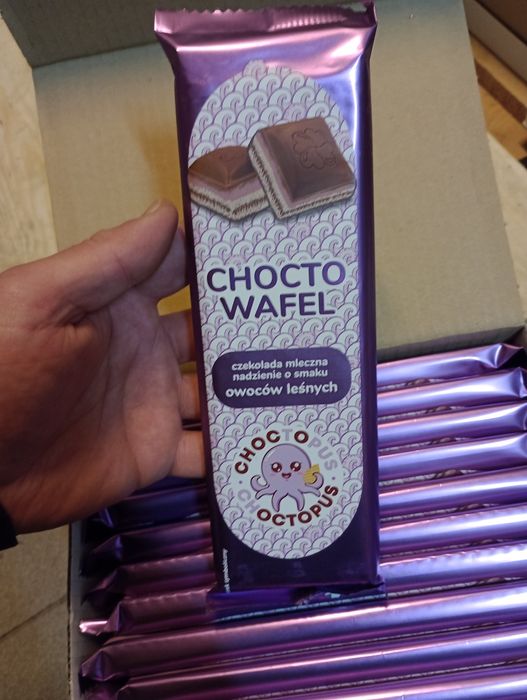 CHOCTO
WAFEL
czekolada mleczna
nadzienie o smaku
owoców leśnych
CHOCTOPUS
CHOCTOPUS